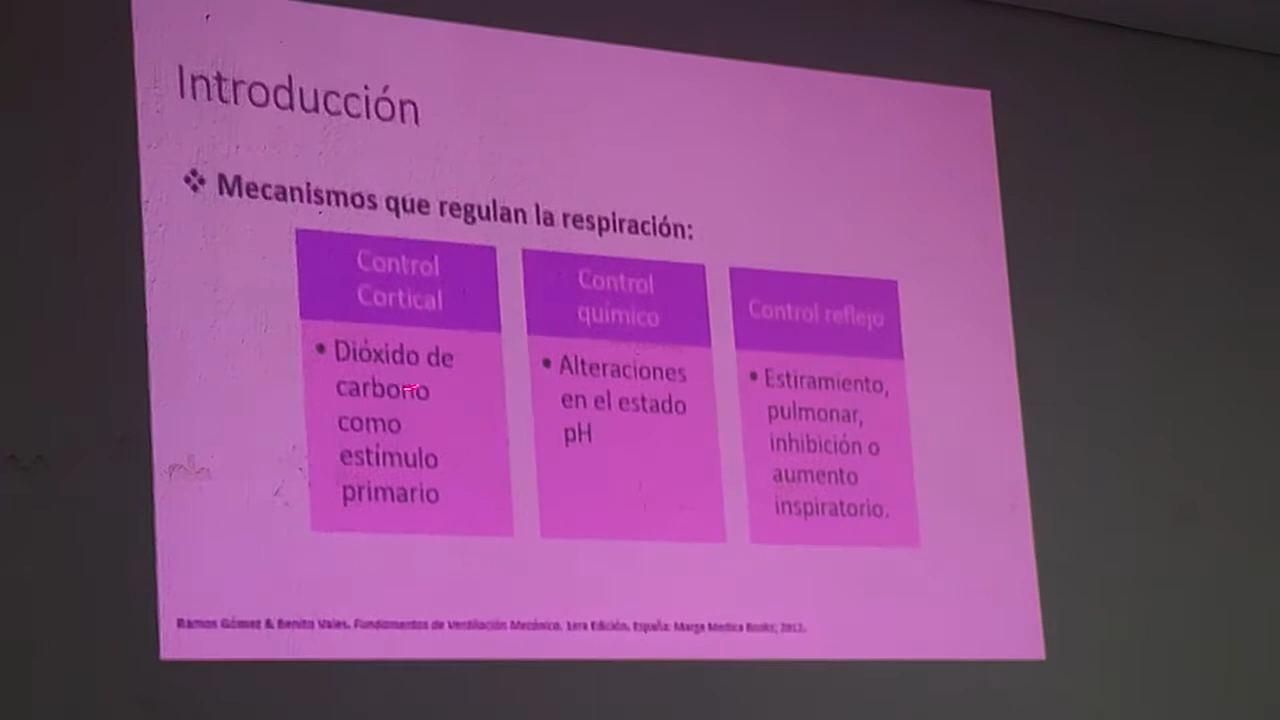 Introducción
❖ Mecanismos que regulan la respiración:
Control
Cortical
• Dióxido de
carbono
como
estímulo
primario
Control
químico
• Alteraciones
en el estado
pH
Control reflejo
• Estiramiento,
pulmonar,
inhibición o
aumento
inspiratorio.
Ramos Gómez & Benito Vales. Fundamentos de Ventilación Mecánica. 1era Edición. España: Marge Medica Books; 2012.